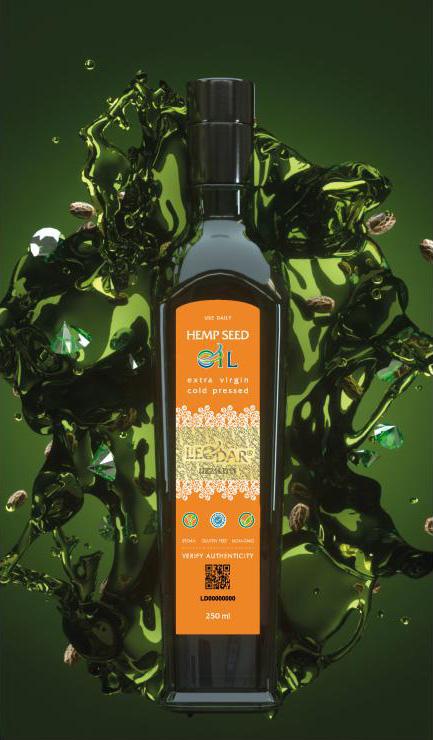 USE DAILY
HEMP SEED
OIL
extra virgin
cold pressed
LEODAR®
VEGAN GLUTEN FREE NON-GMO
VERIFY AUTHENTICITY
LD00000000
250 ml